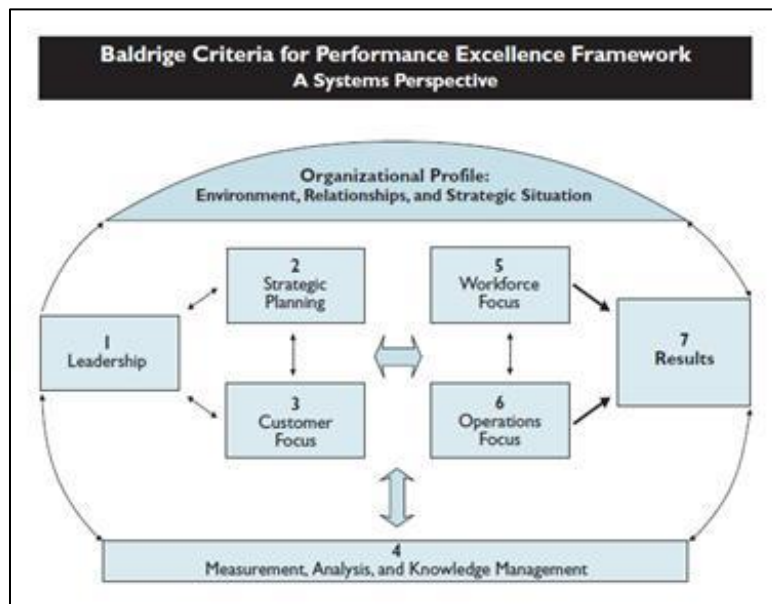 Baldrige Criteria for Performance Excellence Framework
A Systems Perspective
Organizational Profile:
Environment, Relationships, and Strategic Situation
1
Leadership
2
Strategic
Planning
3
Customer
Focus
5
Workforce
Focus
6
Operations
Focus
7
Results
4
Measurement, Analysis, and Knowledge Management